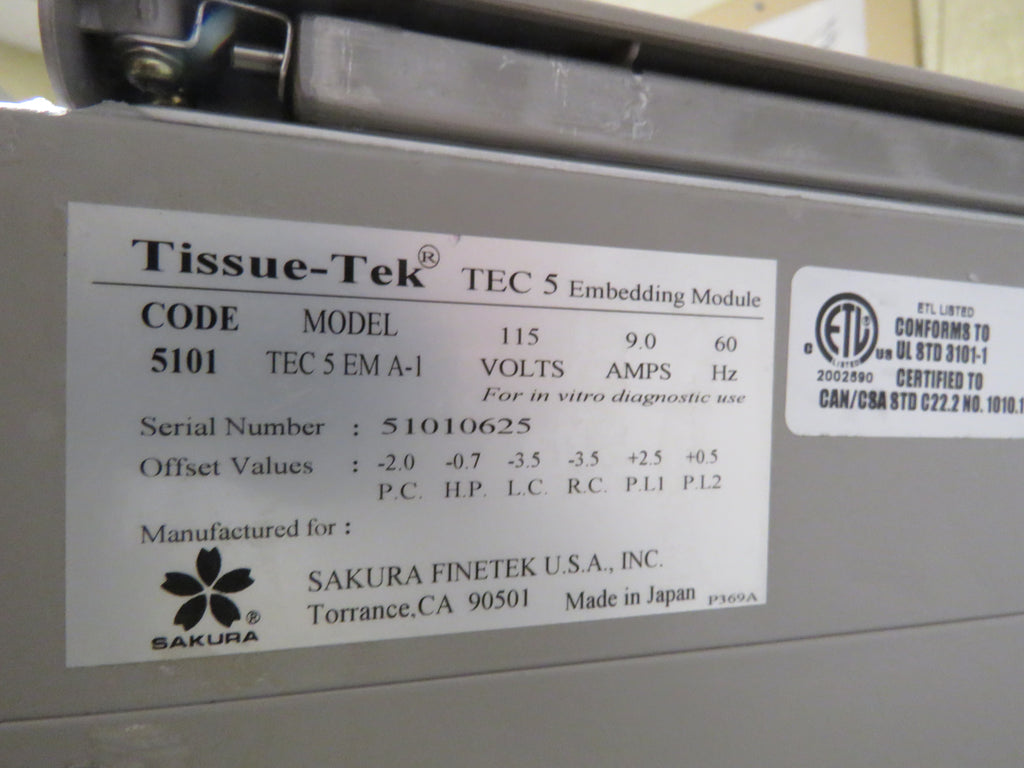 Tissue-Tek® TEC 5 Embedding Module
CODE MODEL 115 9.0 60
5101 TEC 5 EM A-1 VOLTS AMPS Hz
For in vitro diagnostic use
Serial Number : 51010625
Offset Values : -2.0 -0.7 -3.5 -3.5 +2.5 +0.5
P.C. H.P. L.C. R.C. P.L1 P.L2
Manufactured for :
SAKURA FINETEK U.S.A., INC.
Torrance,CA 90501 Made in Japan P369A
SAKURA ®
ETL LISTED
CONFORMS TO
UL STD 3101-1
CERTIFIED TO
CAN/CSA STD C22.2 NO. 1010.1
C ETL US
LISTED
2002590